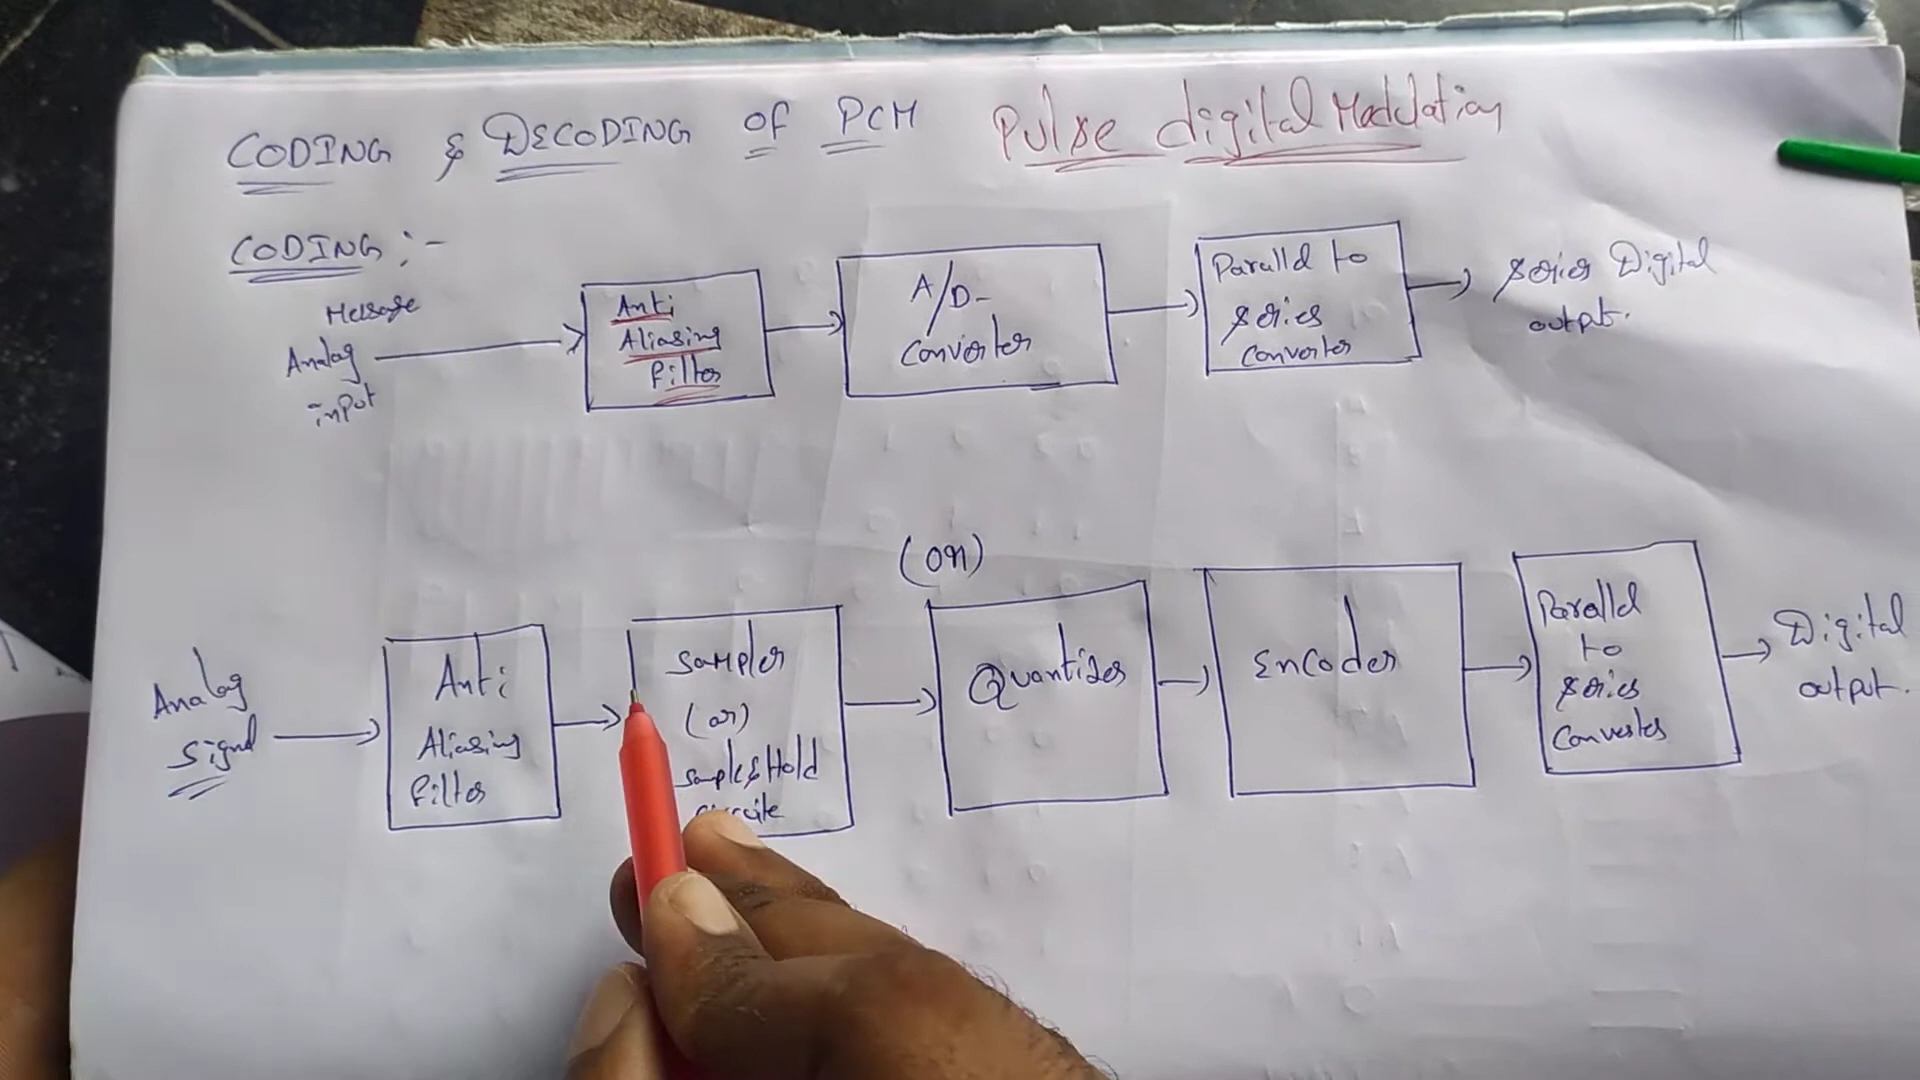 CODING & DECODING OF PCM Pulse digital Modulation
CODING :-
Message
Analog
input
Anti
Aliasing
filter
A/D-
Converter
Parallel to
series
Converter
series Digital
output.
(or)
Analog
Signal
Anti
Aliasing
filter
Sampler
(or)
Sample & Hold
Quantizer
Encoder
Parallel
to
series
Converter
Digital
output.